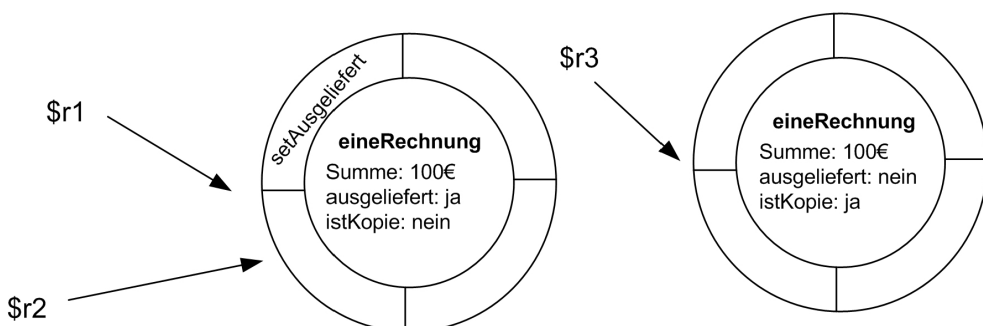 $r1
$r2
setAusgeliefert
eineRechnung
Summe: 100€
ausgeliefert: ja
istKopie: nein
$r3
eineRechnung
Summe: 100€
ausgeliefert: nein
istKopie: ja